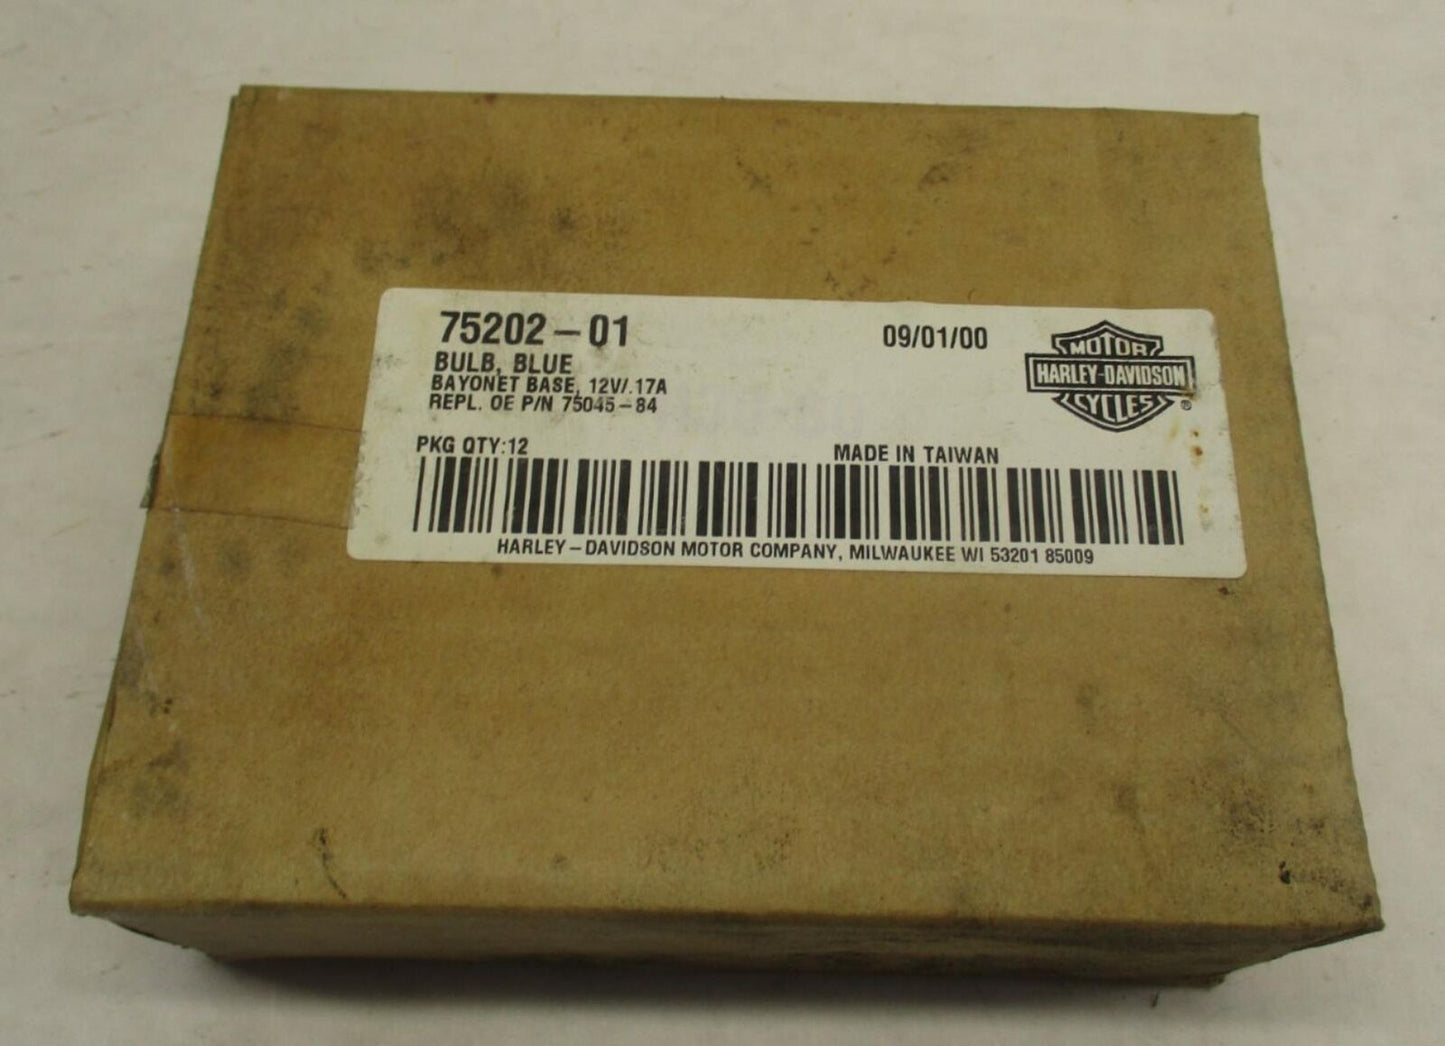 75202-01 09/01/00
BULB, BLUE
BAYONET BASE, 12V/.17A
REPL. OE P/N 75045-84
MOTOR
HARLEY-DAVIDSON
CYCLES®
PKG QTY:12 MADE IN TAIWAN
HARLEY-DAVIDSON MOTOR COMPANY, MILWAUKEE WI 53201 85009